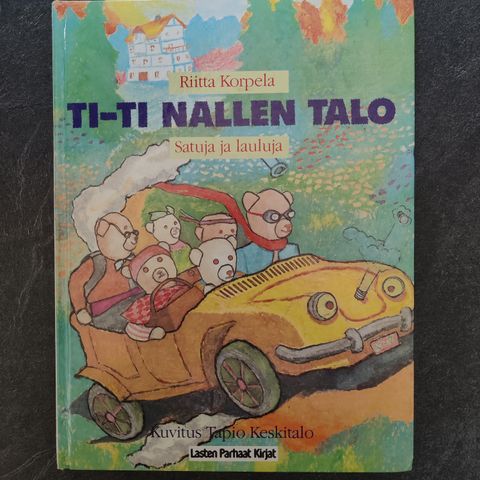 Riitta Korpela
TI-TI NALLEN TALO
Satuja ja lauluja
Kuvitus Tapio Keskitalo
Lasten Parhaat Kirjat